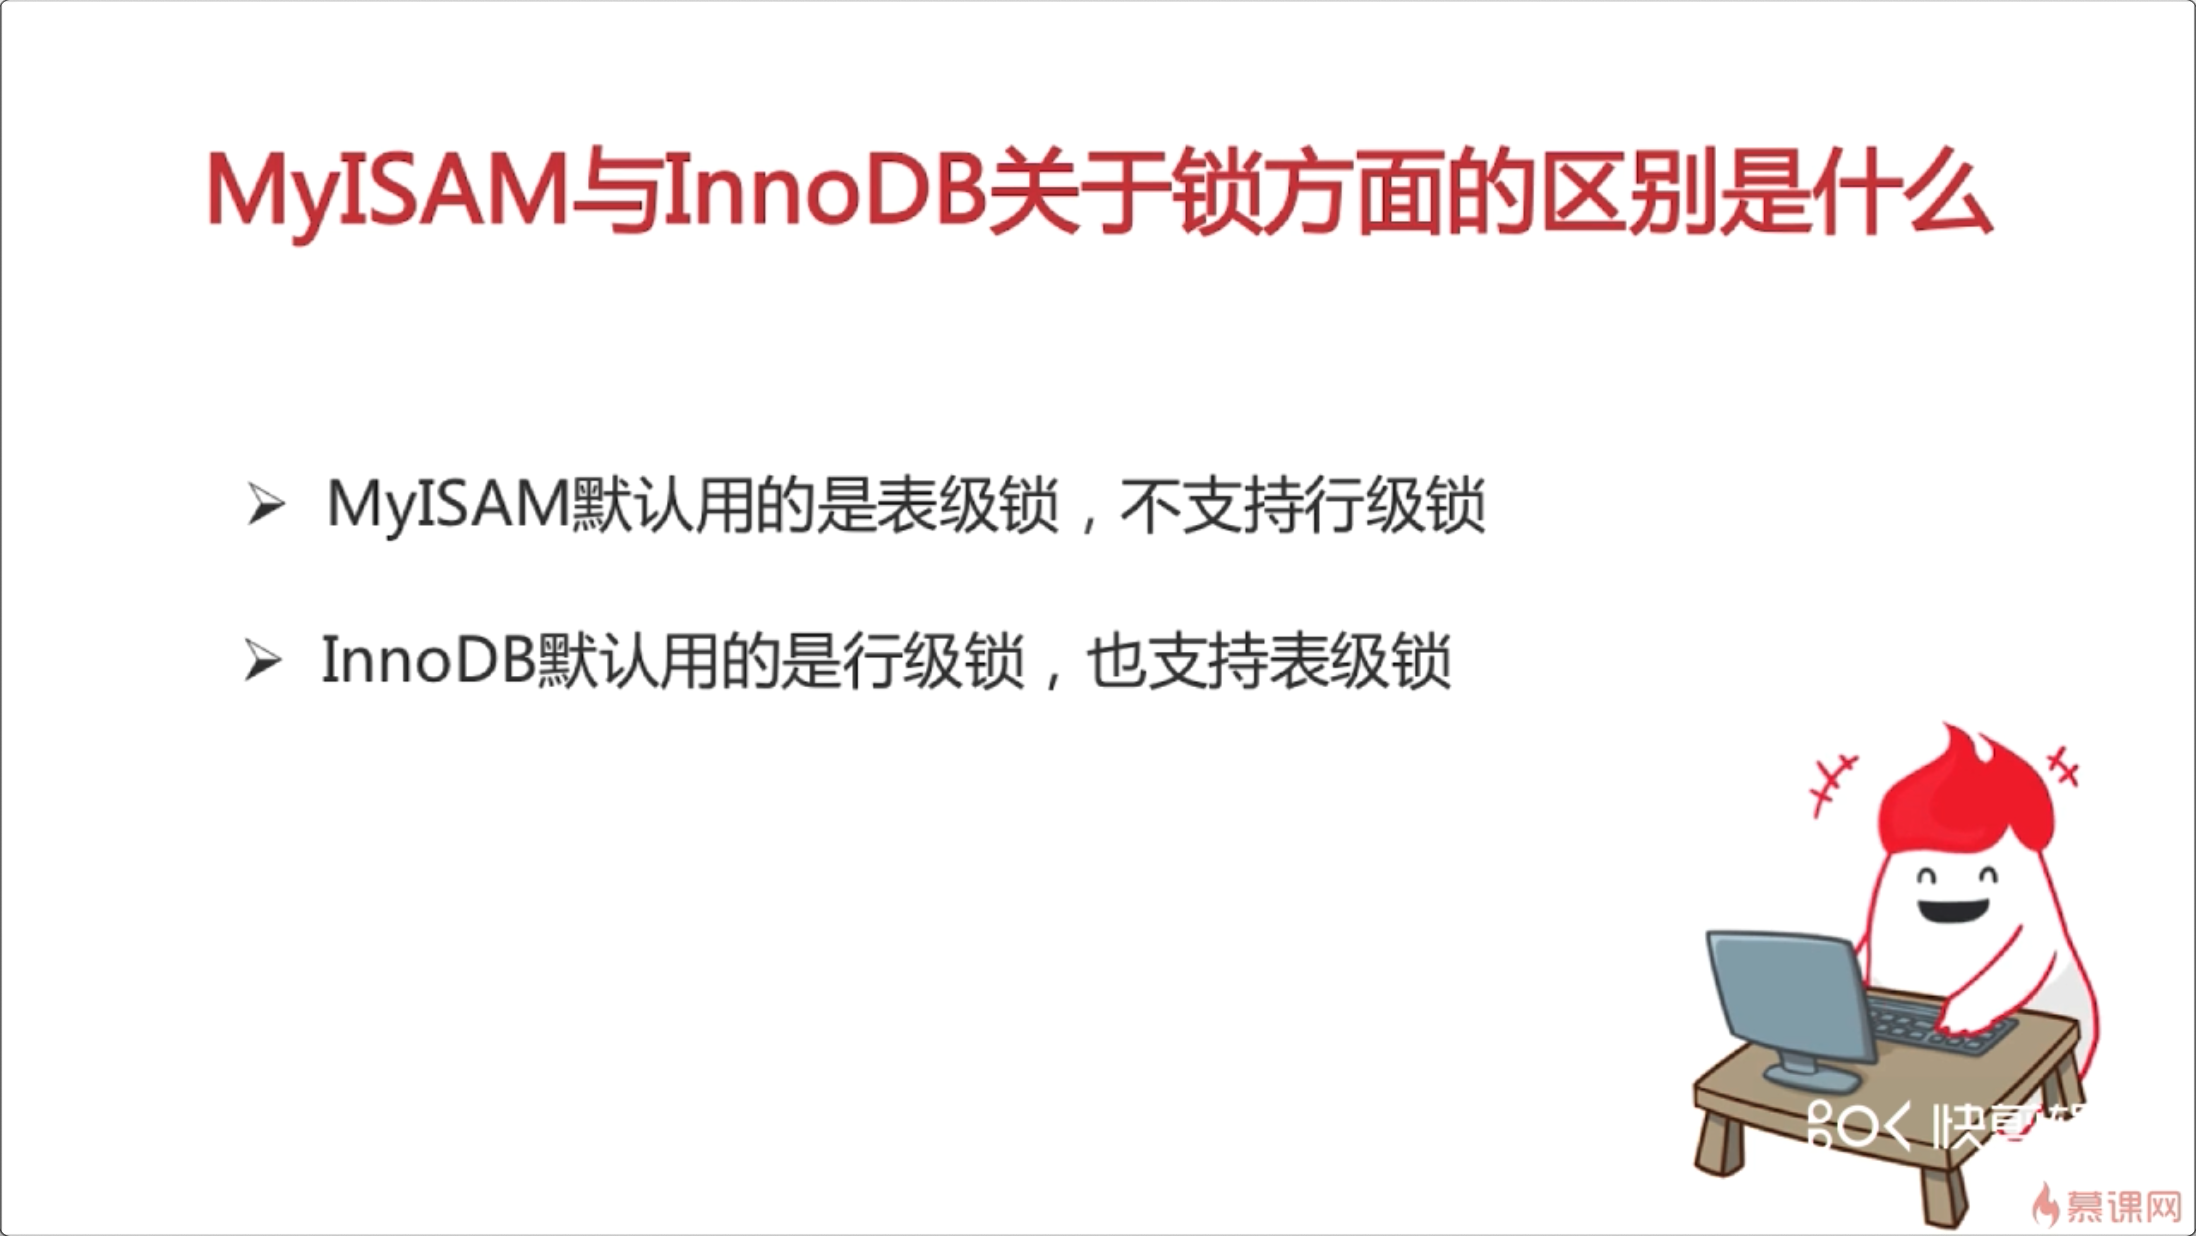 MyISAM与InnoDB关于锁方面的区别是什么
MyISAM默认用的是表级锁，不支持行级锁
InnoDB默认用的是行级锁，也支持表级锁
慕课网